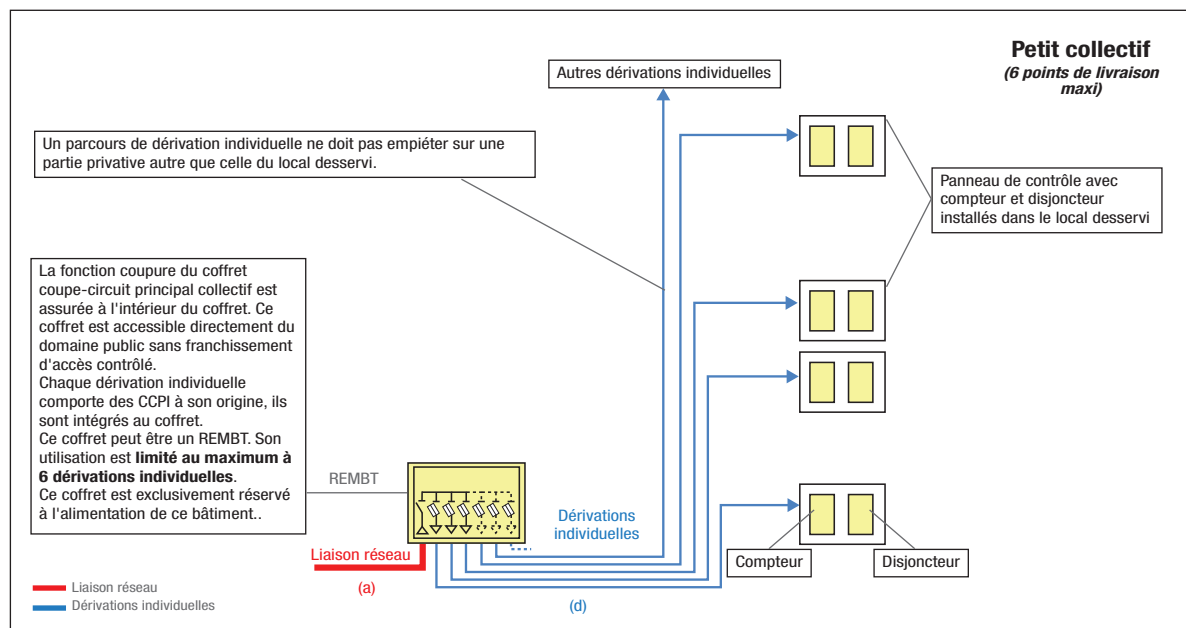 Petit collectif
(6 points de livraison
maxi)
Autres dérivations individuelles
Un parcours de dérivation individuelle ne doit pas empiéter sur une
partie privative autre que celle du local desservi.
Panneau de contrôle avec
compteur et disjoncteur
installés dans le local desservi
La fonction coupure du coffret
coupe-circuit principal collectif est
assurée à l'intérieur du coffret. Ce
coffret est accessible directement du
domaine public sans franchissement
d'accès contrôlé.
Chaque dérivation individuelle
comporte des CCPI à son origine, ils
sont intégrés au coffret.
Ce coffret peut être un REMBT. Son
utilisation est limité au maximum à
6 dérivations individuelles.
Ce coffret est exclusivement réservé
à l'alimentation de ce bâtiment..
REMBT
Dérivations
individuelles
Liaison réseau
Compteur
Disjoncteur
(a)
(d)
Liaison réseau
Dérivations individuelles